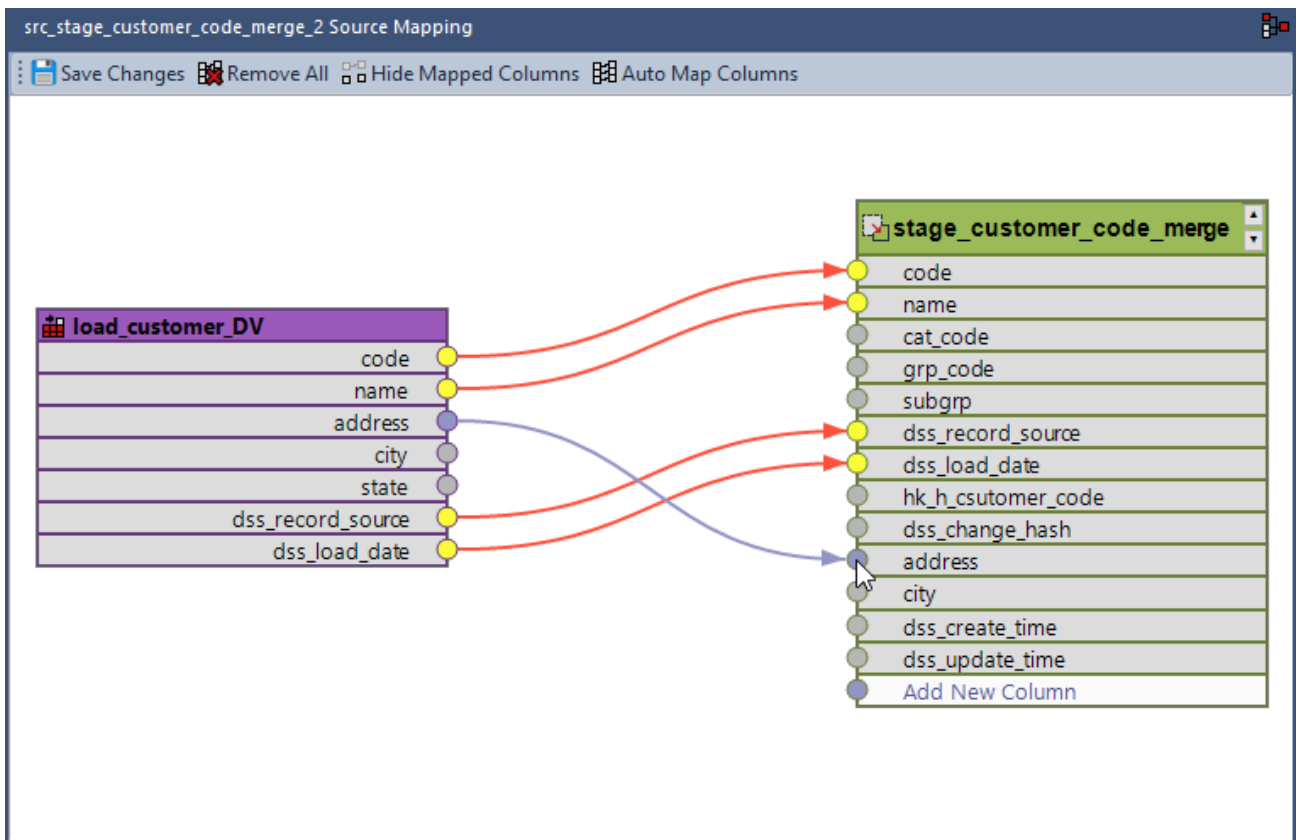 src_stage_customer_code_merge_2 Source Mapping
Save Changes Remove All Hide Mapped Columns Auto Map Columns
load_customer_DV
code
name
address
city
state
dss_record_source
dss_load_date
stage_customer_code_merge
code
name
cat_code
grp_code
subgrp
dss_record_source
dss_load_date
hk_h_csutomer_code
dss_change_hash
address
city
dss_create_time
dss_update_time
Add New Column